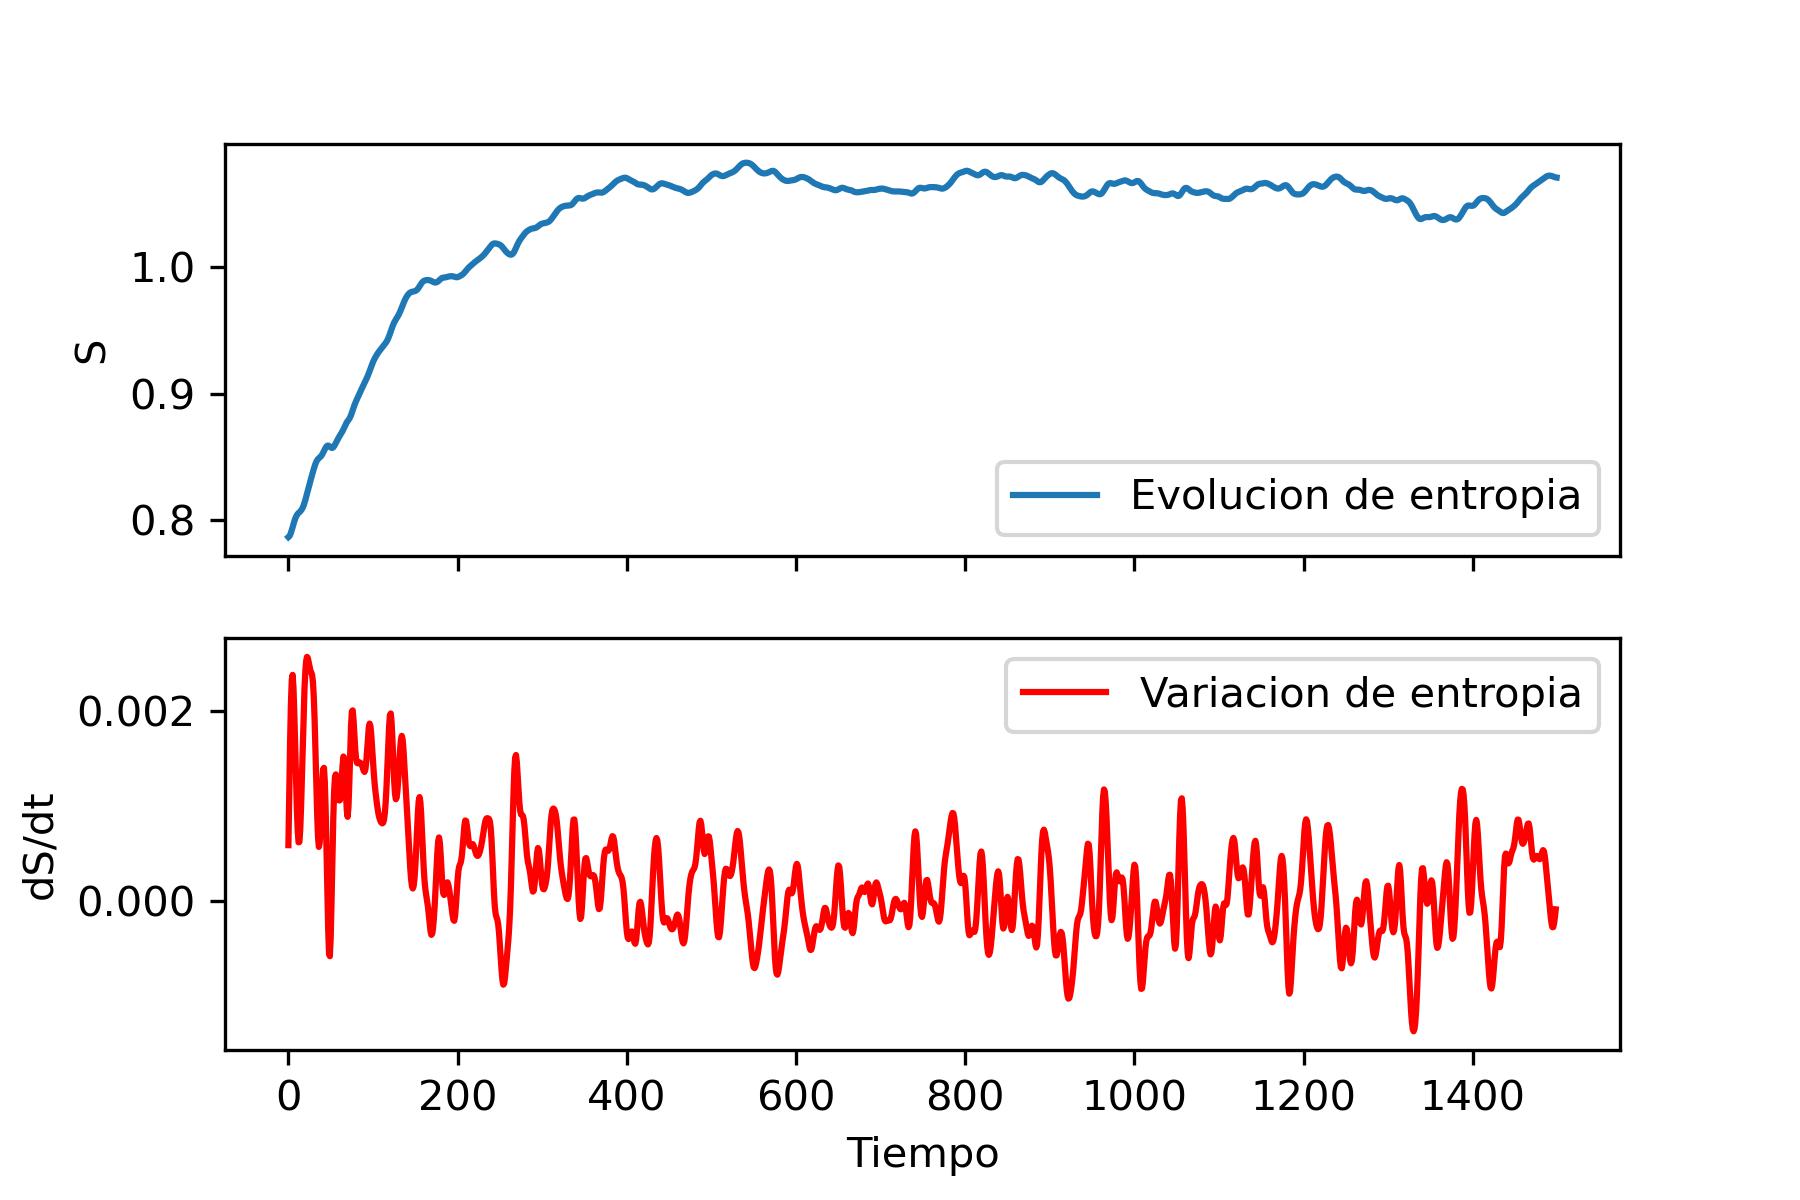 S
1.0
0.9
0.8
Evolucion de entropia
dS/dt
0.002
0.000
Variacion de entropia
0 200 400 600 800 1000 1200 1400
Tiempo